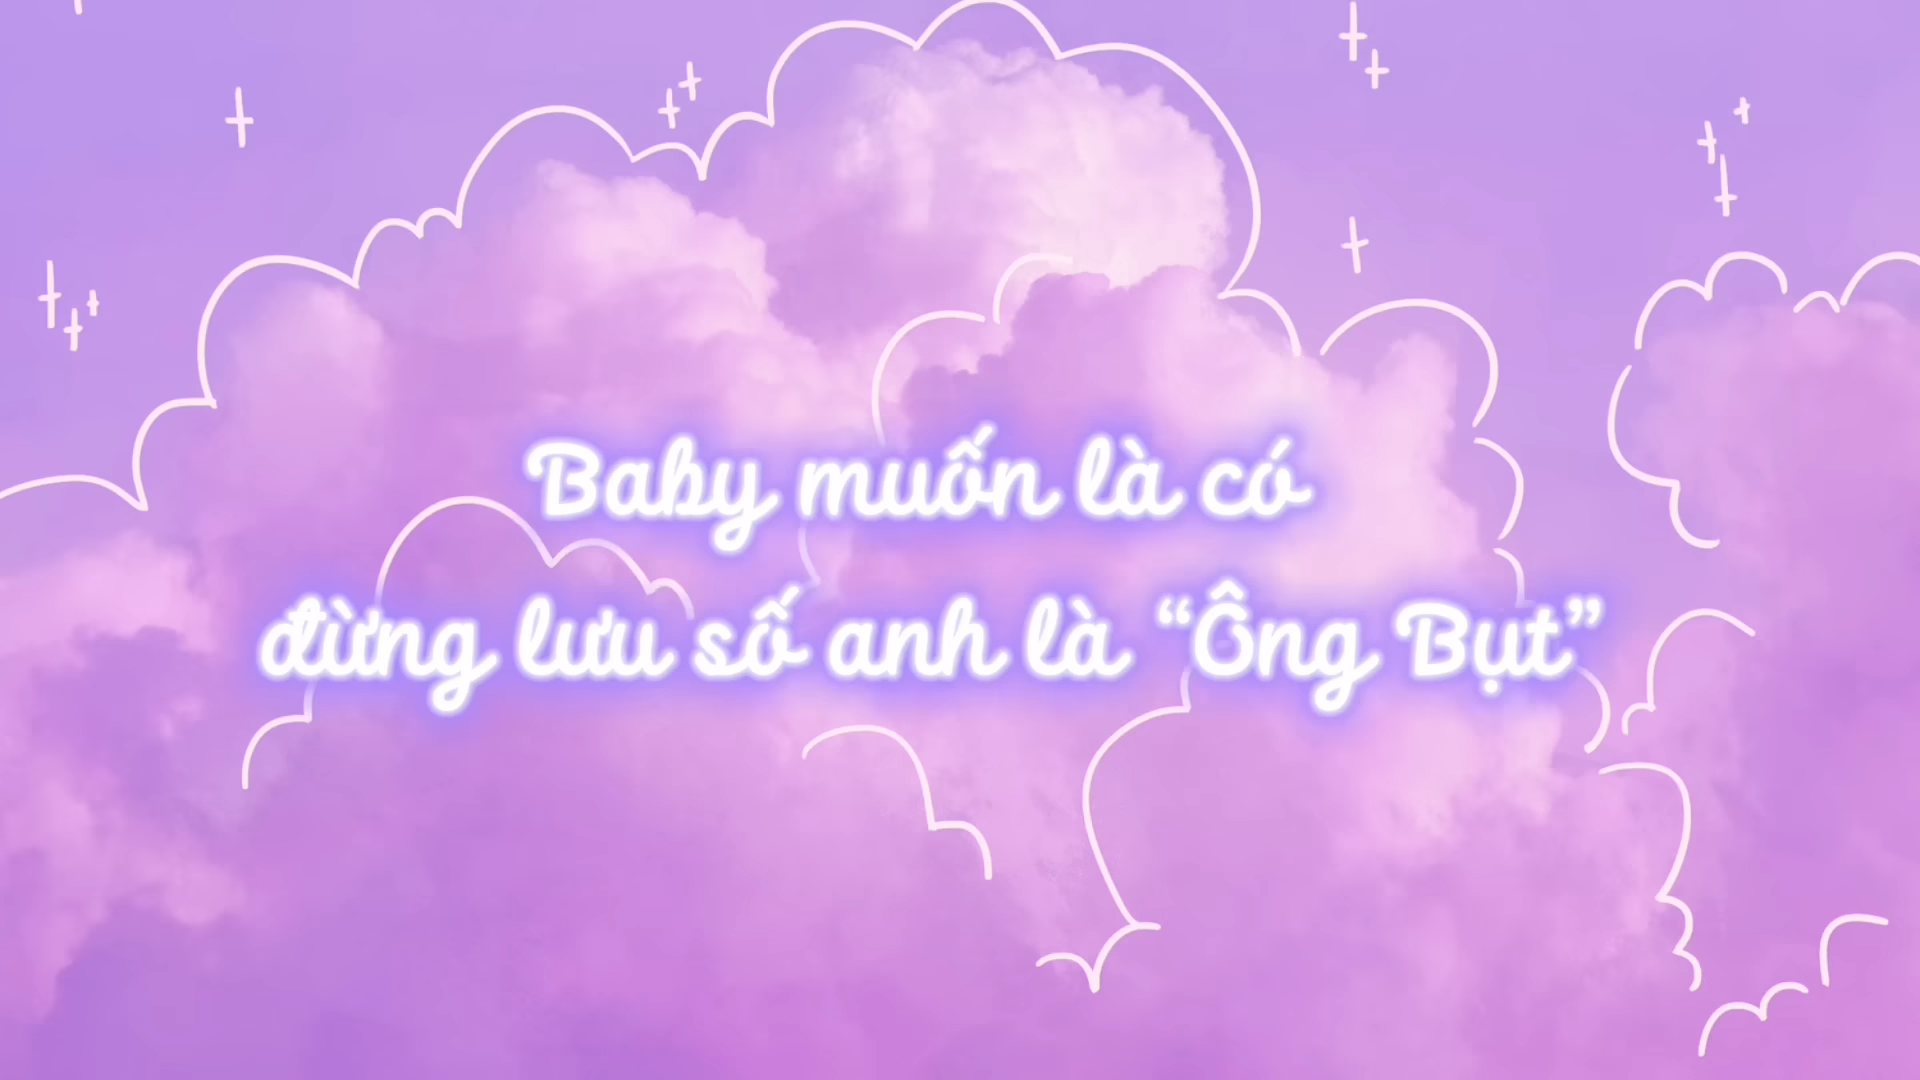 Baby muốn là có
đừng lưu số anh là “Ông Bụt”